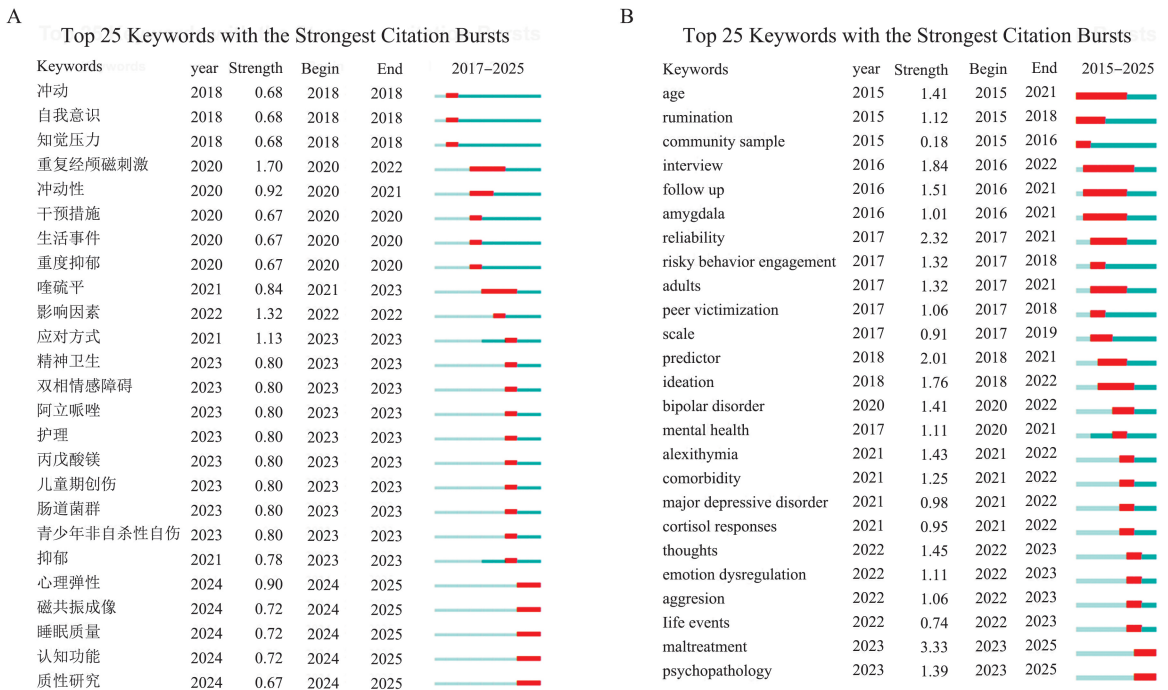 A
Top 25 Keywords with the Strongest Citation Bursts
Keywords year Strength Begin End 2017–2025
冲动 2018 0.68 2018 2018
自我意识 2018 0.68 2018 2018
知觉压力 2018 0.68 2018 2018
重复经颅磁刺激 2020 1.70 2020 2022
冲动性 2020 0.92 2020 2021
干预措施 2020 0.67 2020 2020
生活事件 2020 0.67 2020 2020
重度抑郁 2020 0.67 2020 2020
喹硫平 2021 0.84 2021 2023
影响因素 2022 1.32 2022 2022
应对方式 2021 1.13 2023 2023
精神卫生 2023 0.80 2023 2023
双相情感障碍 2023 0.80 2023 2023
阿立哌唑 2023 0.80 2023 2023
护理 2023 0.80 2023 2023
丙戊酸镁 2023 0.80 2023 2023
儿童期创伤 2023 0.80 2023 2023
肠道菌群 2023 0.80 2023 2023
青少年非自杀性自伤 2023 0.80 2023 2023
抑郁 2021 0.78 2023 2023
心理弹性 2024 0.90 2024 2025
磁共振成像 2024 0.72 2024 2025
睡眠质量 2024 0.72 2024 2025
认知功能 2024 0.72 2024 2025
质性研究 2024 0.67 2024 2025
B
Top 25 Keywords with the Strongest Citation Bursts
Keywords year Strength Begin End 2015–2025
age 2015 1.41 2015 2021
rumination 2015 1.12 2015 2018
community sample 2015 0.18 2015 2016
interview 2016 1.84 2016 2022
follow up 2016 1.51 2016 2021
amygdala 2016 1.01 2016 2021
reliability 2017 2.32 2017 2021
risky behavior engagement 2017 1.32 2017 2018
adults 2017 1.32 2017 2021
peer victimization 2017 1.06 2017 2018
scale 2017 0.91 2017 2019
predictor 2018 2.01 2018 2021
ideation 2018 1.76 2018 2022
bipolar disorder 2020 1.41 2020 2022
mental health 2017 1.11 2020 2021
alexithymia 2021 1.43 2021 2022
comorbidity 2021 1.25 2021 2022
major depressive disorder 2021 0.98 2021 2022
cortisol responses 2021 0.95 2021 2022
thoughts 2022 1.45 2022 2023
emotion dysregulation 2022 1.11 2022 2023
aggresion 2022 1.06 2022 2023
life events 2022 0.74 2022 2023
maltreatment 2023 3.33 2023 2025
psychopathology 2023 1.39 2023 2025